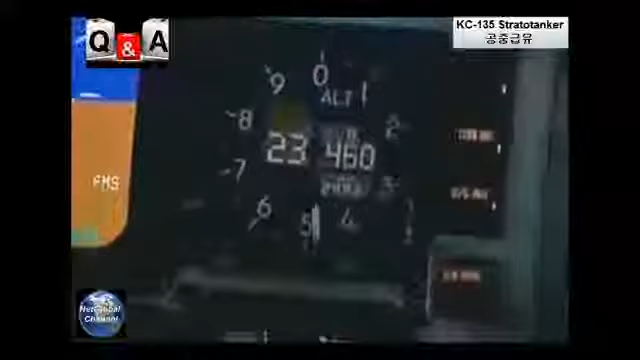 Q & A
KC-135 Stratotanker
공중급유
0
9
ALT 1
8
2
23 460
7
3
FMS
6
5
4
NetGlobal
Channel